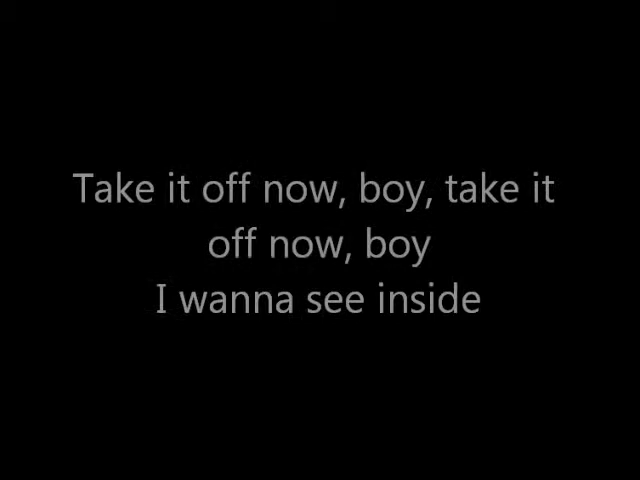 Take it off now, boy, take it
off now, boy
I wanna see inside